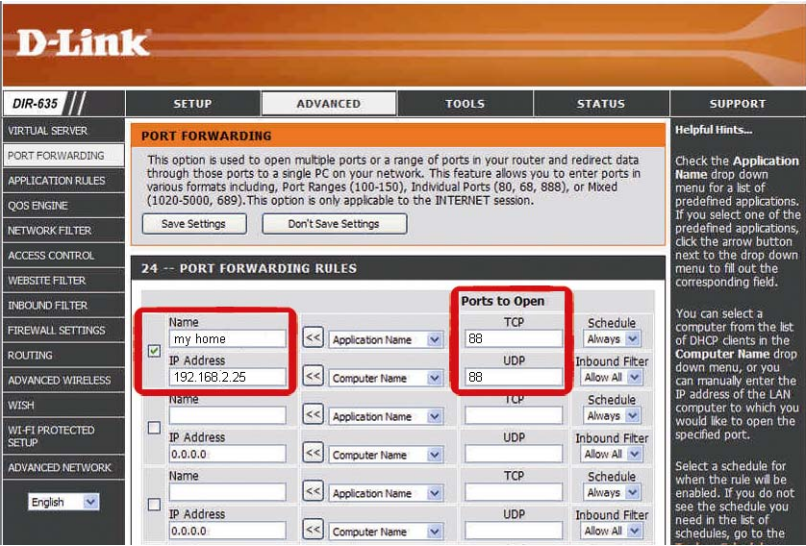 D-Link
DIR-635
SETUP
ADVANCED
TOOLS
STATUS
SUPPORT
VIRTUAL SERVER
PORT FORWARDING
APPLICATION RULES
QOS ENGINE
NETWORK FILTER
ACCESS CONTROL
WEBSITE FILTER
INBOUND FILTER
FIREWALL SETTINGS
ROUTING
ADVANCED WIRELESS
WISH
WI-FI PROTECTED
SETUP
ADVANCED NETWORK
English
PORT FORWARDING
This option is used to open multiple ports or a range of ports in your router and redirect data
through those ports to a single PC on your network. This feature allows you to enter ports in
various formats including, Port Ranges (100-150), Individual Ports (80, 68, 888), or Mixed
(1020-5000, 689).This option is only applicable to the INTERNET session.
Save Settings
Don't Save Settings
24 -- PORT FORWARDING RULES
Ports to Open
Name
TCP
Schedule
my home
<<
Application Name
88
Always
IP Address
UDP
Inbound Filter
192.168.2.25
<<
Computer Name
88
Allow All
Name
TCP
Schedule
<<
Application Name
Always
IP Address
UDP
Inbound Filter
0.0.0.0
<<
Computer Name
Allow All
Name
TCP
Schedule
<<
Application Name
Always
IP Address
UDP
Inbound Filter
0.0.0.0
<<
Computer Name
Allow All
Helpful Hints...
Check the Application
Name drop down
menu for a list of
predefined applications.
If you select one of the
predefined applications,
click the arrow button
next to the drop down
menu to fill out the
corresponding field.
You can select a
computer from the list
of DHCP clients in the
Computer Name drop
down menu, or you
can manually enter the
IP address of the LAN
computer to which you
would like to open the
specified port.
Select a schedule for
when the rule will be
enabled. If you do not
see the schedule you
need in the list of
schedules, go to the